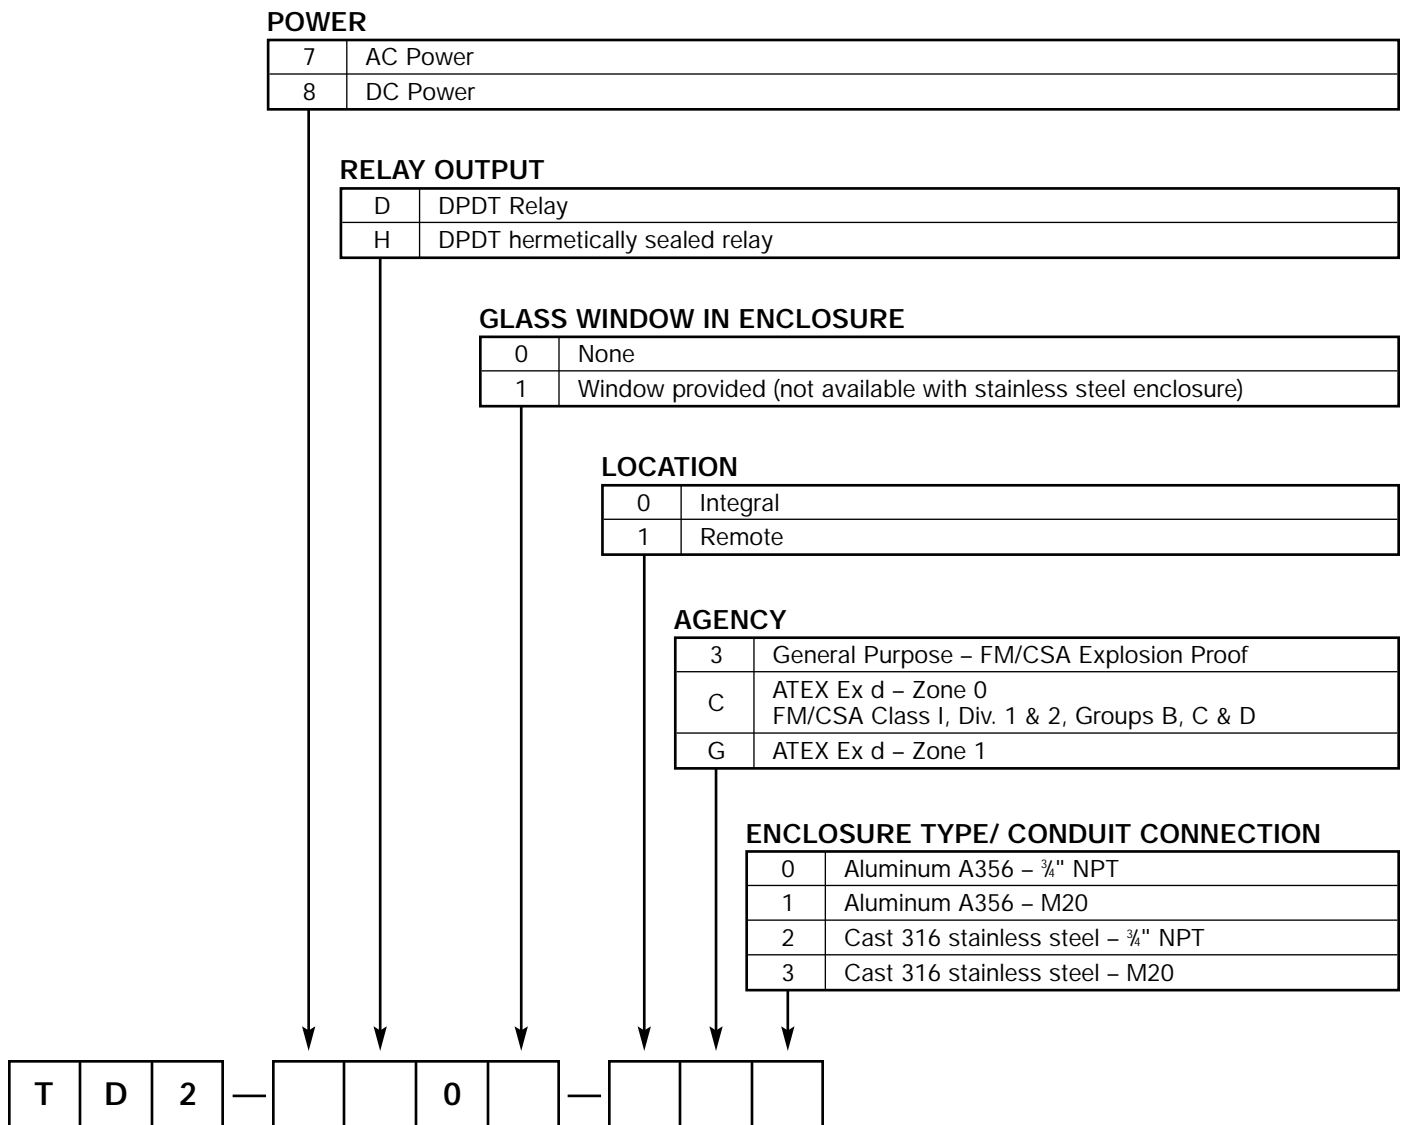 POWER
7 AC Power
8 DC Power
RELAY OUTPUT
D DPDT Relay
H DPDT hermetically sealed relay
GLASS WINDOW IN ENCLOSURE
0 None
1 Window provided (not available with stainless steel enclosure)
LOCATION
0 Integral
1 Remote
AGENCY
3 General Purpose – FM/CSA Explosion Proof
C ATEX Ex d – Zone 0
FM/CSA Class I, Div. 1 & 2, Groups B, C & D
G ATEX Ex d – Zone 1
ENCLOSURE TYPE/ CONDUIT CONNECTION
0 Aluminum A356 – ¾" NPT
1 Aluminum A356 – M20
2 Cast 316 stainless steel – ¾" NPT
3 Cast 316 stainless steel – M20
T D 2 — 0 —